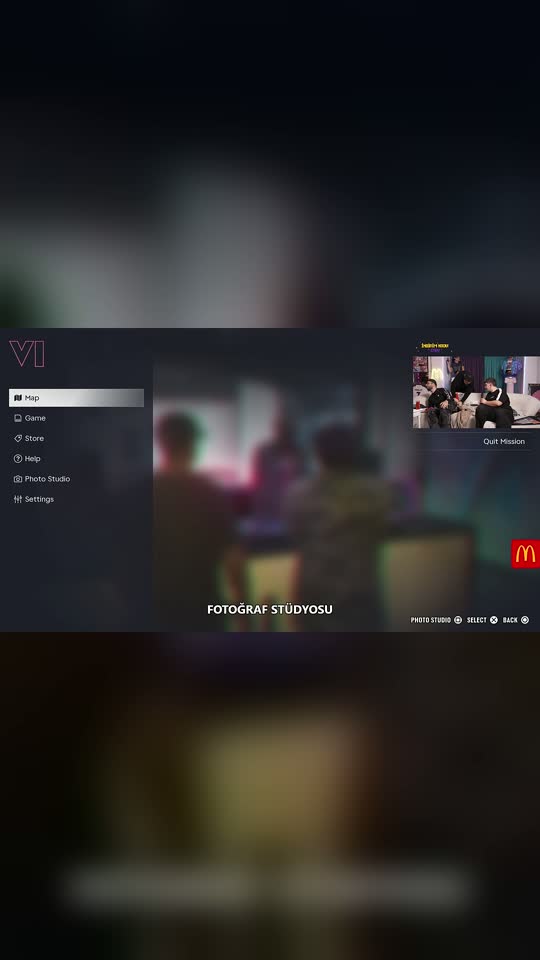 VI
Map
Game
Store
Help
Photo Studio
Settings
Quit Mission
FOTOĞRAF STÜDYOSU
PHOTO STUDIO
SELECT
BACK